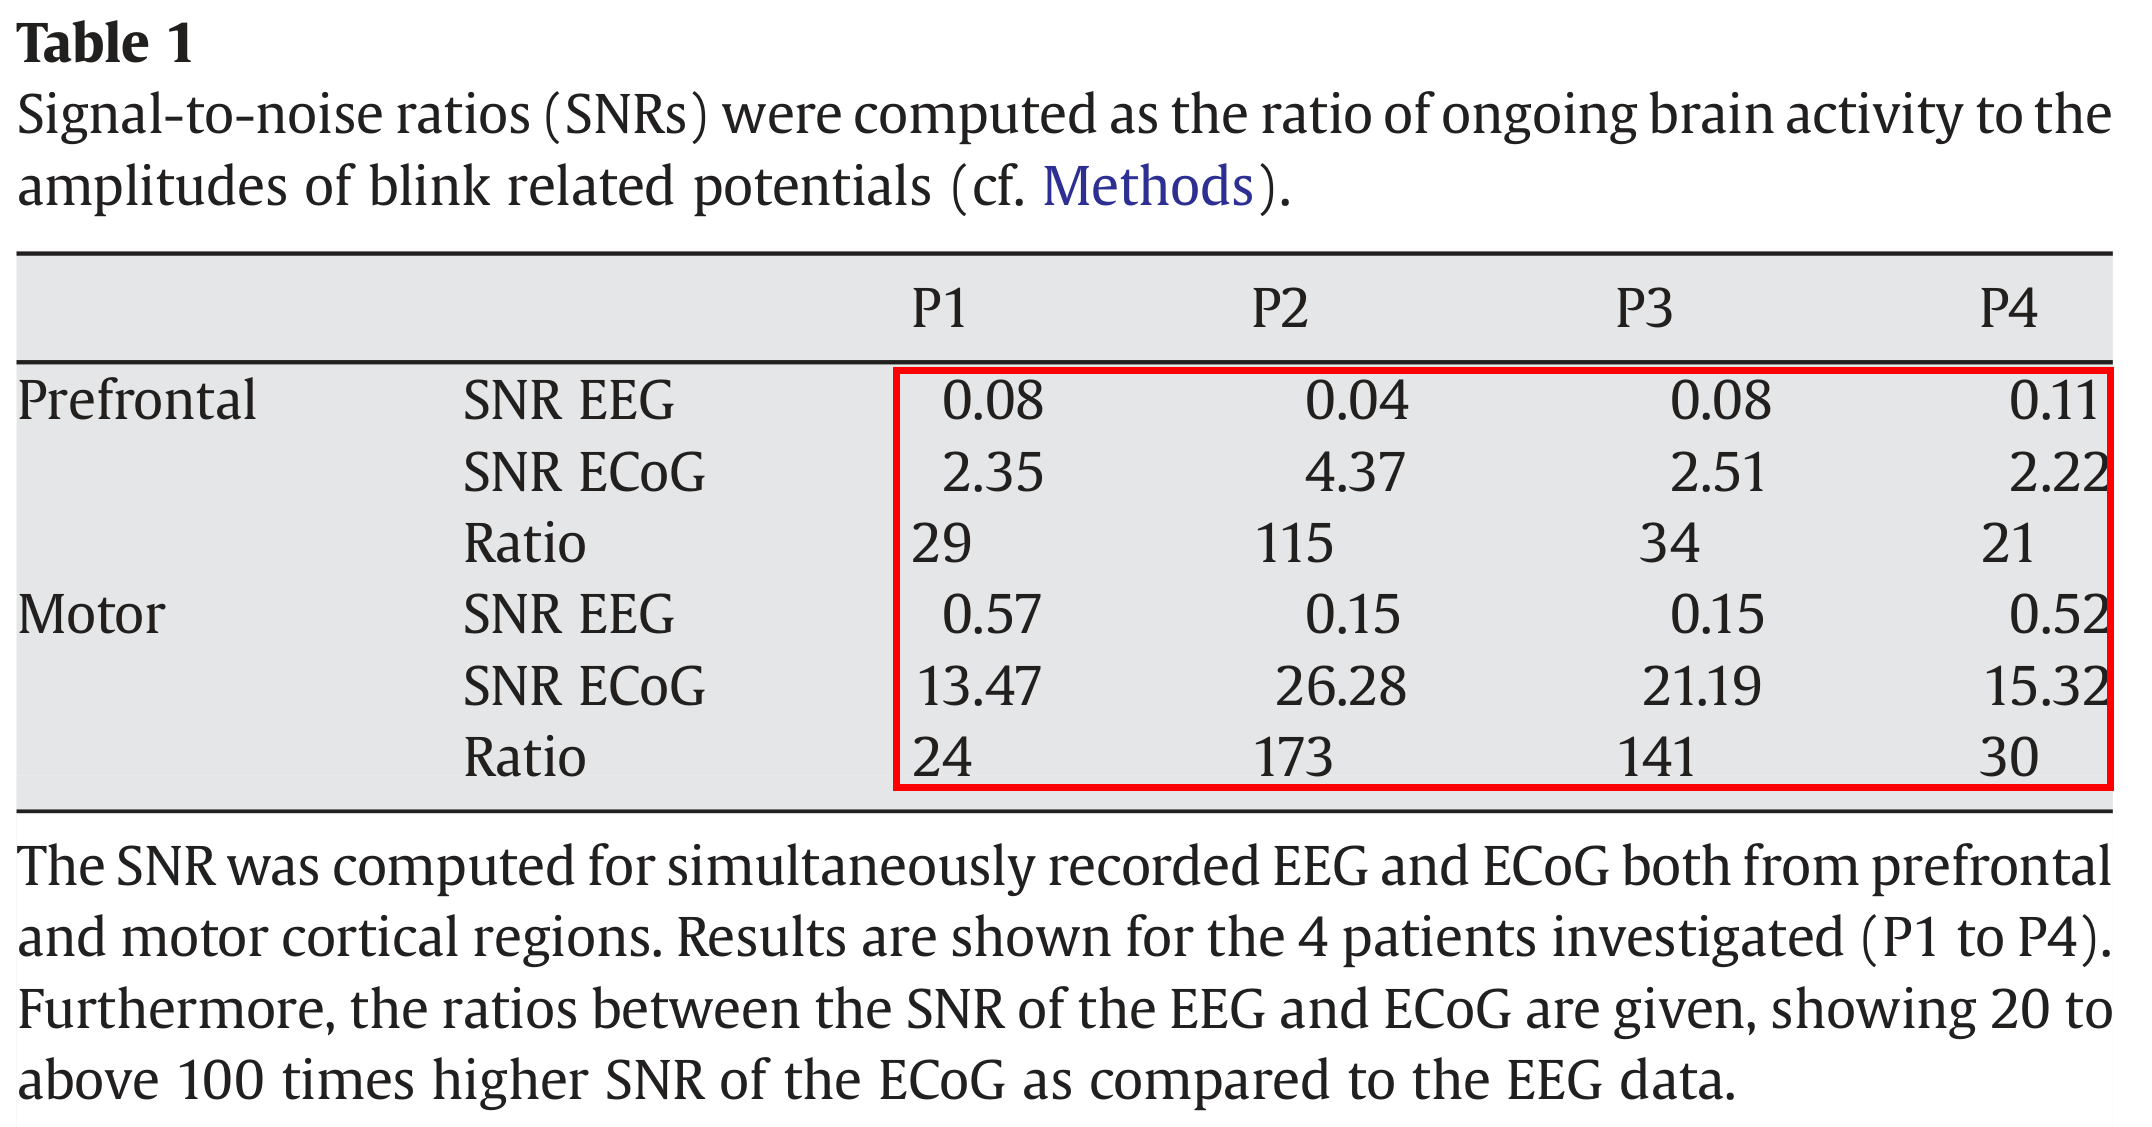 Table 1
Signal-to-noise ratios (SNRs) were computed as the ratio of ongoing brain activity to the
amplitudes of blink related potentials (cf. Methods).
P1 P2 P3 P4
Prefrontal SNR EEG 0.08 0.04 0.08 0.11
SNR ECoG 2.35 4.37 2.51 2.22
Ratio 29 115 34 21
Motor SNR EEG 0.57 0.15 0.15 0.52
SNR ECoG 13.47 26.28 21.19 15.32
Ratio 24 173 141 30
The SNR was computed for simultaneously recorded EEG and ECoG both from prefrontal
and motor cortical regions. Results are shown for the 4 patients investigated (P1 to P4).
Furthermore, the ratios between the SNR of the EEG and ECoG are given, showing 20 to
above 100 times higher SNR of the ECoG as compared to the EEG data.